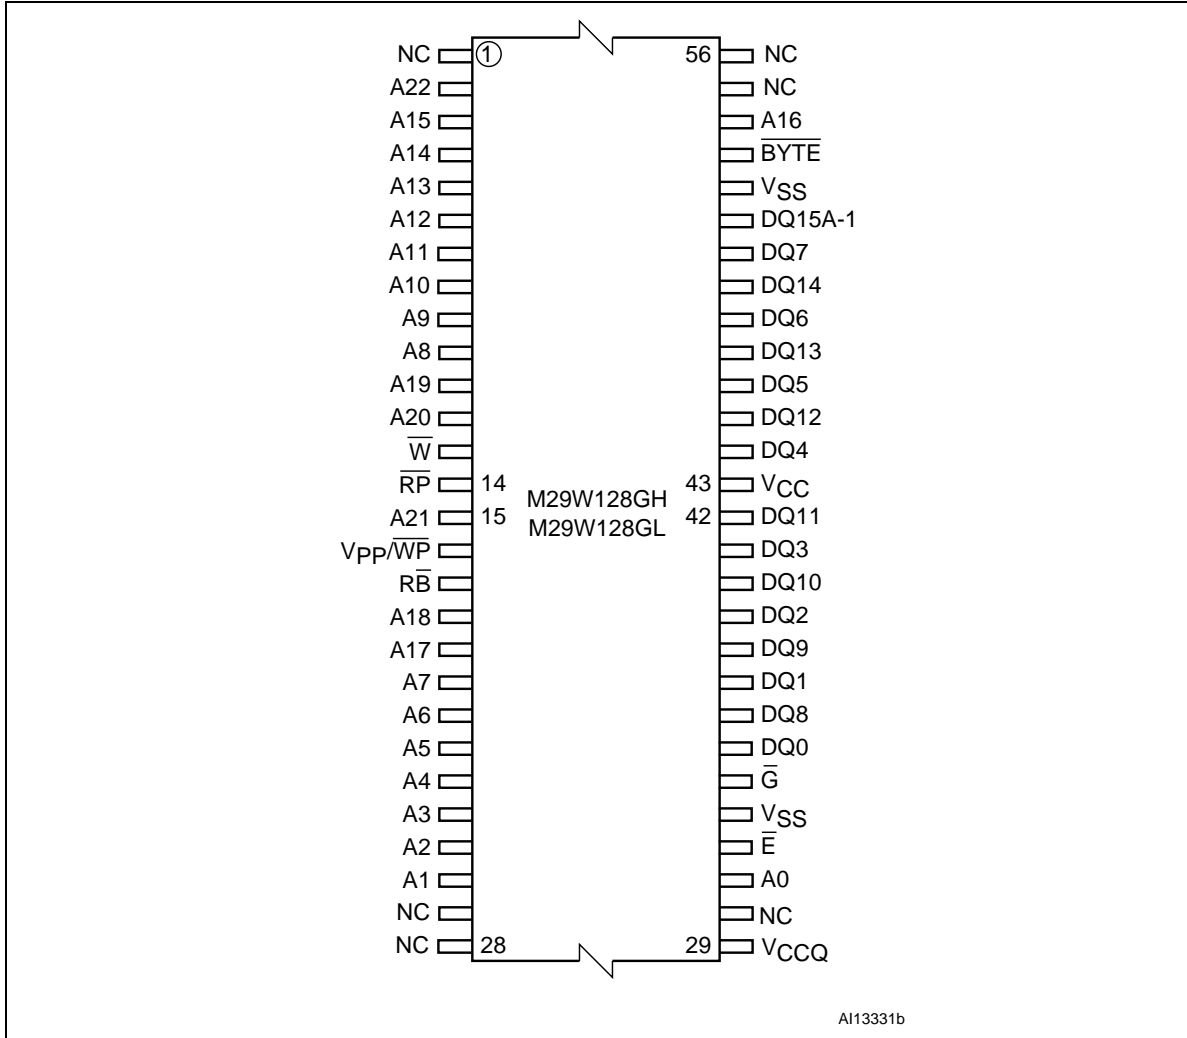 NC 1 56 NC
A22 NC
A15 A16
A14 B̅Y̅T̅E̅
A13 VSS
A12 DQ15A-1
A11 DQ7
A10 DQ14
A9 DQ6
A8 DQ13
A19 DQ5
A20 DQ12
W̅ DQ4
R̅P̅ 14 43 VCC
A21 15 42 DQ11
M29W128GH
M29W128GL
VPP/W̅P̅ DQ3
RB̅ DQ10
A18 DQ2
A17 DQ9
A7 DQ1
A6 DQ8
A5 DQ0
A4 G̅
A3 VSS
A2 E̅
A1 A0
NC NC
NC 28 29 VCCQ
AI13331b